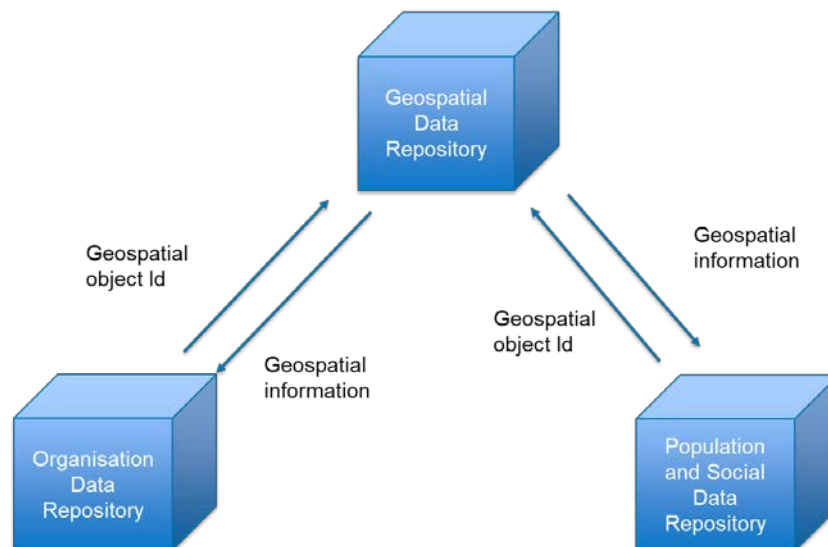 Geospatial
Data
Repository
Geospatial
object Id
Geospatial
information
Geospatial
information
Geospatial
object Id
Organisation
Data
Repository
Population
and Social
Data
Repository